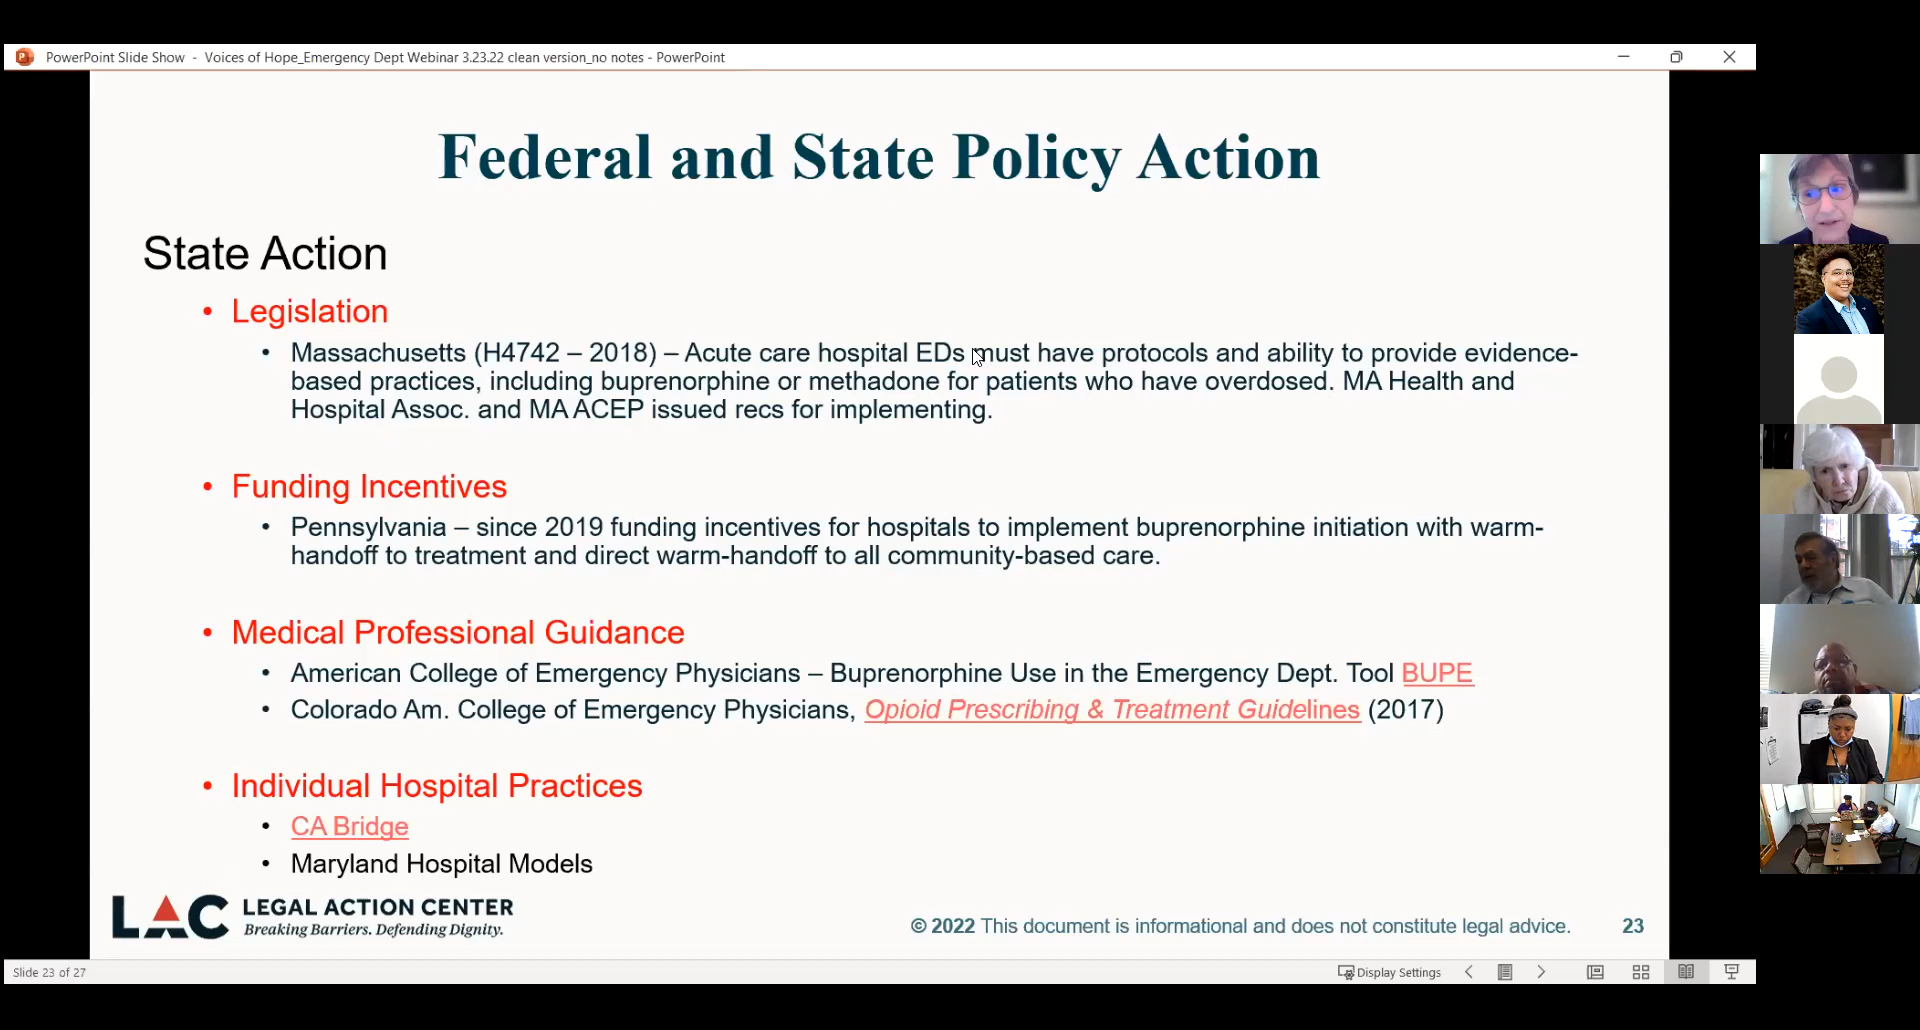 PowerPoint Slide Show - Voices of Hope_Emergency Dept Webinar 3.23.22 clean version_no notes - PowerPoint
Federal and State Policy Action
State Action
• Legislation
• Massachusetts (H4742 – 2018) – Acute care hospital EDs must have protocols and ability to provide evidence-
based practices, including buprenorphine or methadone for patients who have overdosed. MA Health and
Hospital Assoc. and MA ACEP issued recs for implementing.
• Funding Incentives
• Pennsylvania – since 2019 funding incentives for hospitals to implement buprenorphine initiation with warm-
handoff to treatment and direct warm-handoff to all community-based care.
• Medical Professional Guidance
• American College of Emergency Physicians – Buprenorphine Use in the Emergency Dept. Tool BUPE
• Colorado Am. College of Emergency Physicians, Opioid Prescribing & Treatment Guidelines (2017)
• Individual Hospital Practices
• CA Bridge
• Maryland Hospital Models
LAC LEGAL ACTION CENTER
Breaking Barriers. Defending Dignity.
© 2022 This document is informational and does not constitute legal advice. 23
Slide 23 of 27
Display Settings